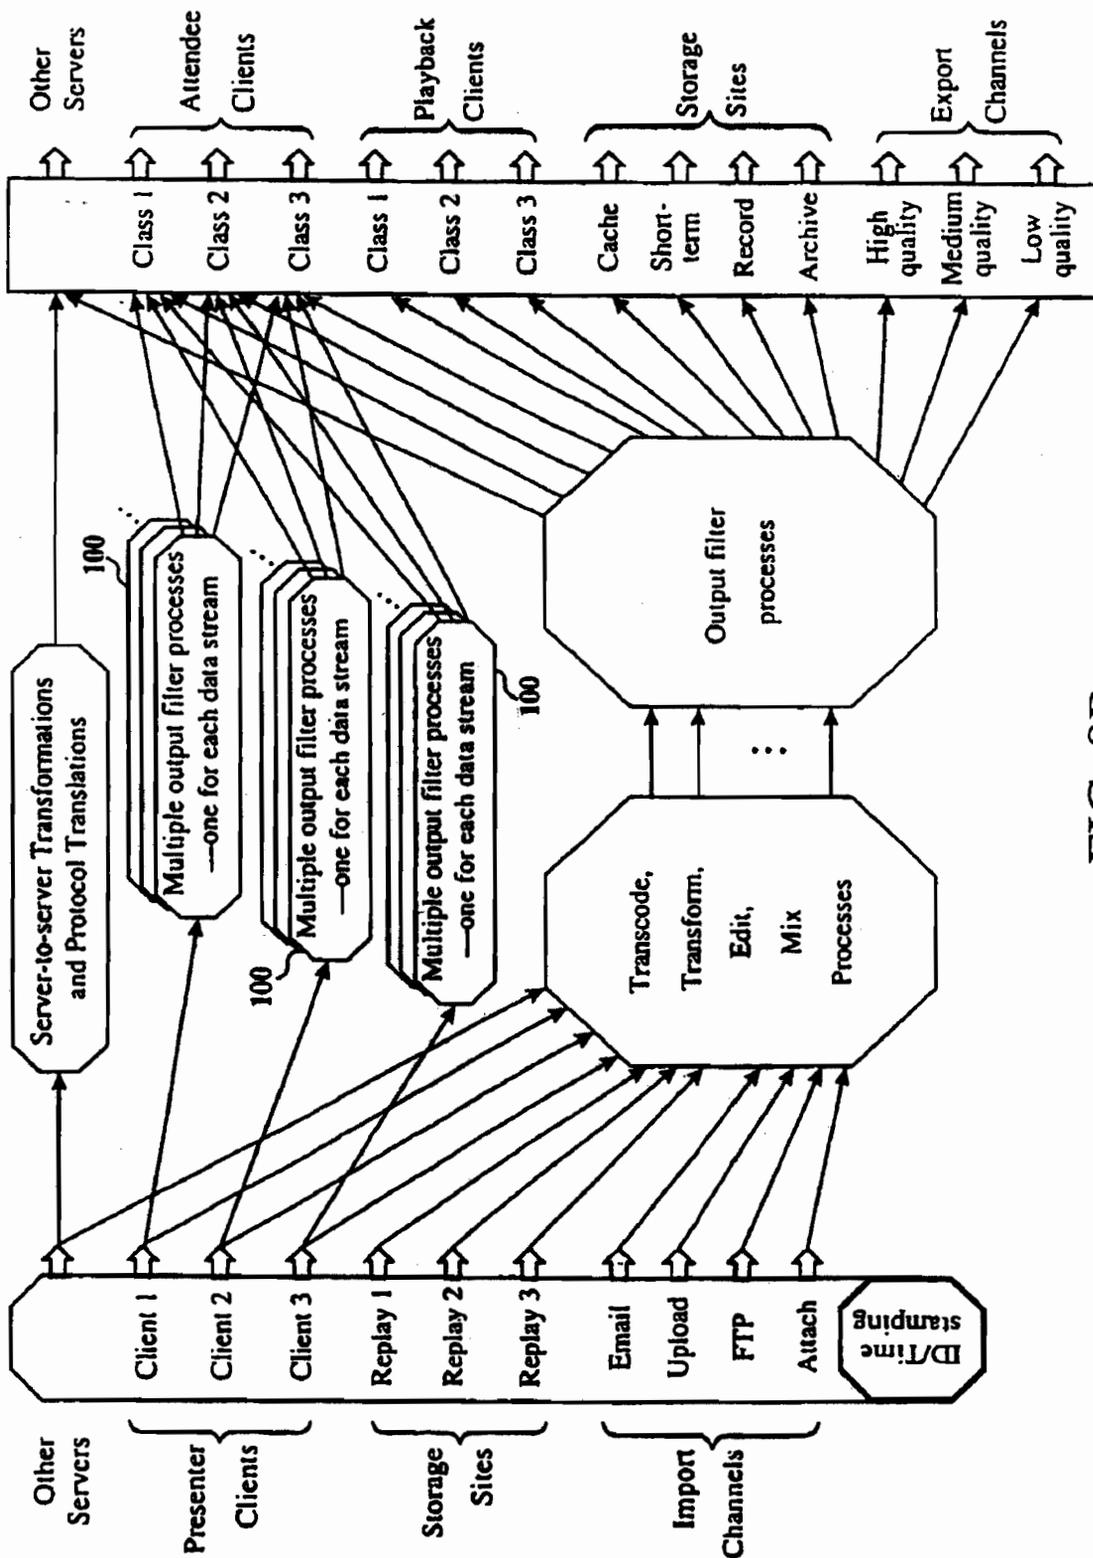 Other
Servers
Presenter
Clients
Storage
Sites
Import
Channels
Client 1
Client 2
Client 3
Replay 1
Replay 2
Replay 3
Email
Upload
FTP
Attach
ID/Time
stamping
Server-to-server Transformations
and Protocol Translations
100
Multiple output filter processes
—one for each data stream
100
Multiple output filter processes
—one for each data stream
Multiple output filter processes
—one for each data stream
100
Transcode,
Transform,
Edit,
Mix
Processes
Output filter
processes
Class 1
Class 2
Class 3
Class 1
Class 2
Class 3
Cache
Short-
term
Record
Archive
High
quality
Medium
quality
Low
quality
Other
Servers
Attendee
Clients
Playback
Clients
Storage
Sites
Export
Channels